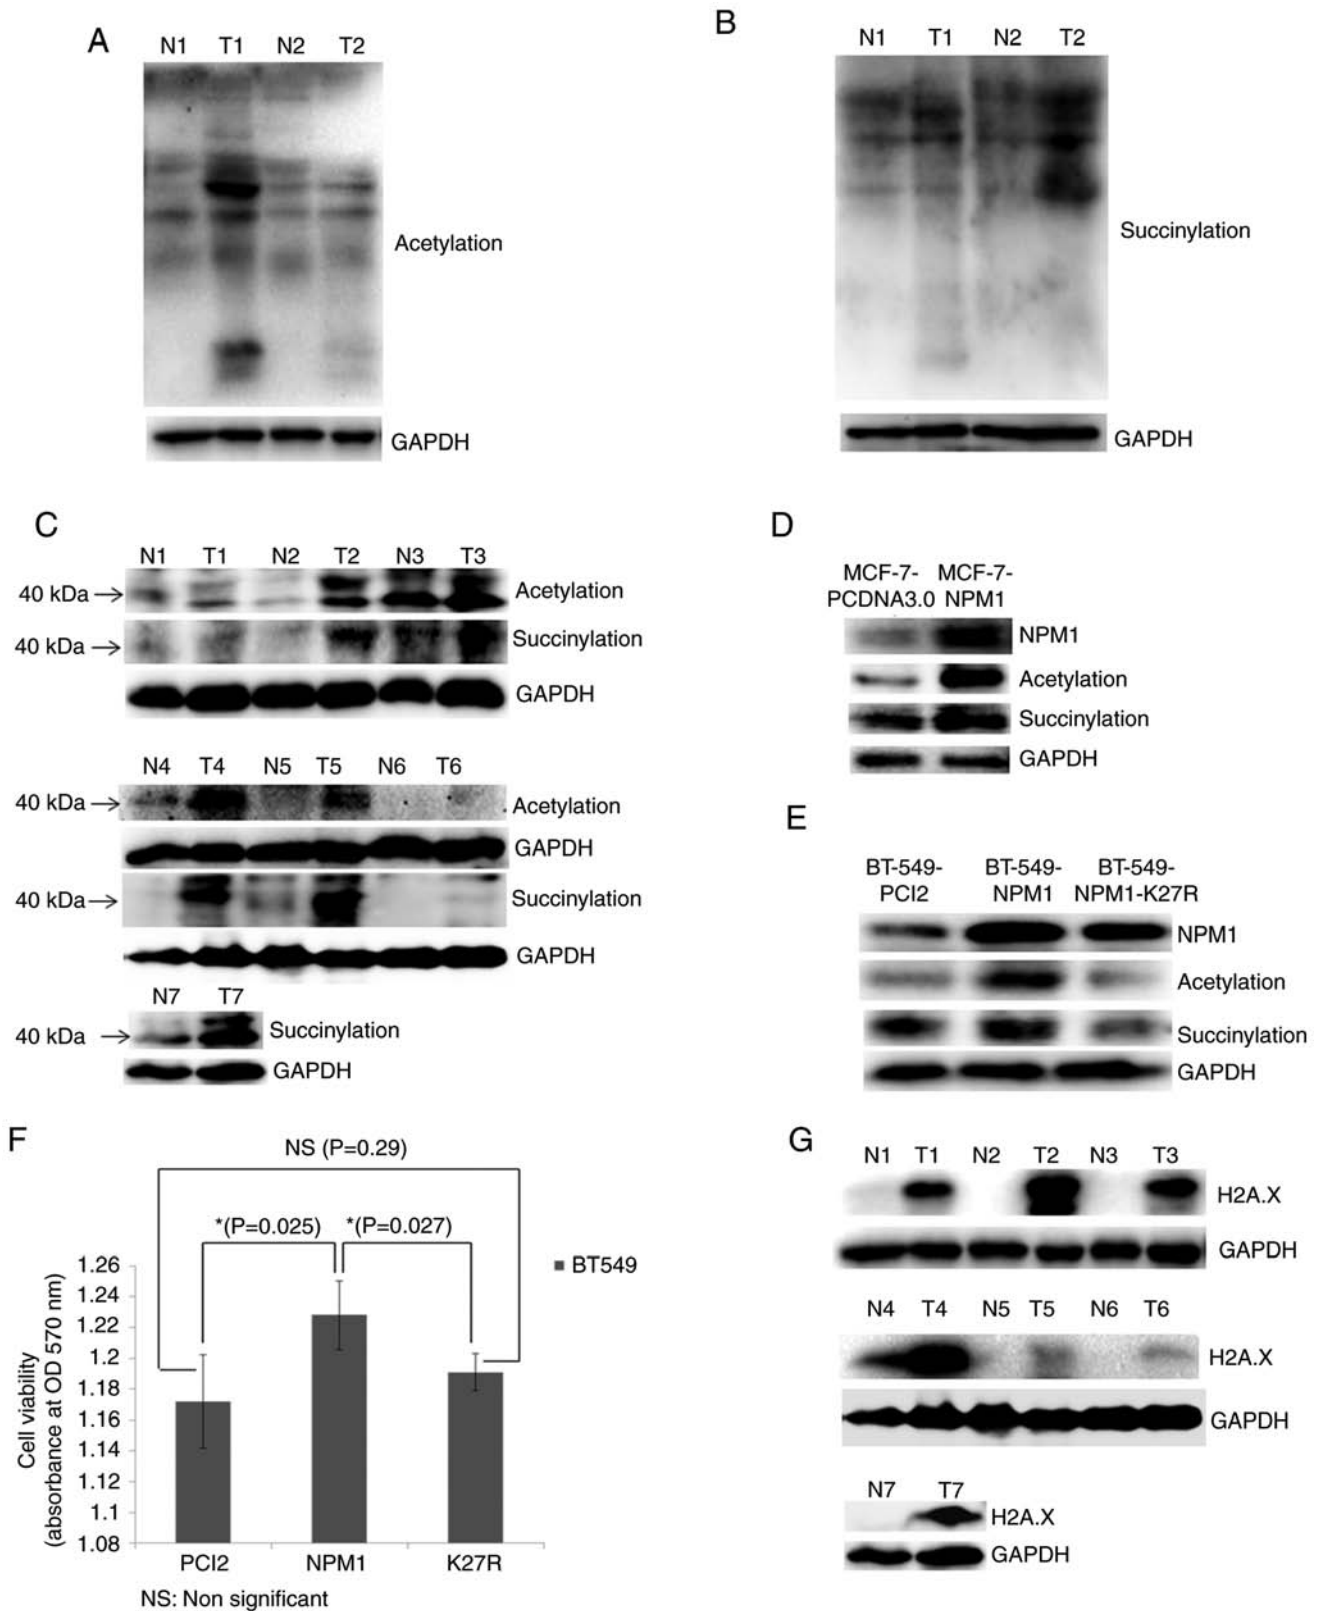 A
N1 T1 N2 T2
Acetylation
GAPDH
B
N1 T1 N2 T2
Succinylation
GAPDH
C
N1 T1 N2 T2 N3 T3
40 kDa Acetylation
40 kDa Succinylation
GAPDH
N4 T4 N5 T5 N6 T6
40 kDa Acetylation
GAPDH
40 kDa Succinylation
GAPDH
N7 T7
40 kDa Succinylation
GAPDH
D
MCF-7- MCF-7-
PCDNA3.0 NPM1
NPM1
Acetylation
Succinylation
GAPDH
E
BT-549- BT-549- BT-549-
PCI2 NPM1 NPM1-K27R
NPM1
Acetylation
Succinylation
GAPDH
F
NS (P=0.29)
*(P=0.025) *(P=0.027)
BT549
Cell viability
(absorbance at OD 570 nm)
1.26
1.24
1.22
1.2
1.18
1.16
1.14
1.12
1.1
1.08
PCI2 NPM1 K27R
NS: Non significant
G
N1 T1 N2 T2 N3 T3
H2A.X
GAPDH
N4 T4 N5 T5 N6 T6
H2A.X
GAPDH
N7 T7
H2A.X
GAPDH